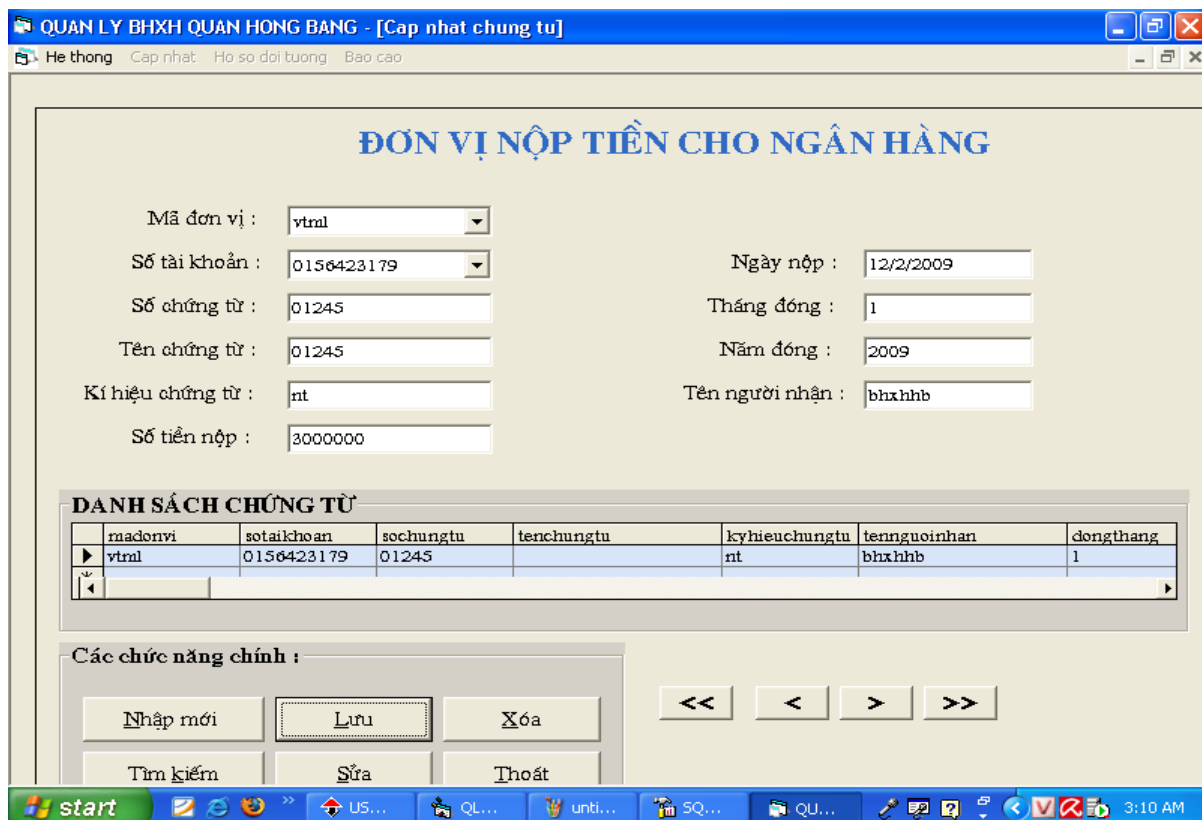 QUAN LY BHXH QUAN HONG BANG - [Cap nhat chung tu]
He thong Cap nhat Ho so doi tuong Bao cao
ĐƠN VỊ NỘP TIỀN CHO NGÂN HÀNG
Mã đơn vị : vtml
Số tài khoản : 0156423179 Ngày nộp : 12/2/2009
Số chứng từ : 01245 Tháng đóng : 1
Tên chứng từ : 01245 Năm đóng : 2009
Kí hiệu chứng từ : nt Tên người nhận : bhxhhb
Số tiền nộp : 3000000
DANH SÁCH CHỨNG TỪ
madonvi sotaikhoan sochungtu tenchungtu kyhieuchungtu tennguoinhan dongthang
vtml 0156423179 01245 nt bhxhhb 1
Các chức năng chính :
Nhập mới Lưu Xóa << < > >>
Tìm kiếm Sửa Thoát
start » US... QL... unti... SQ... QU... 3:10 AM